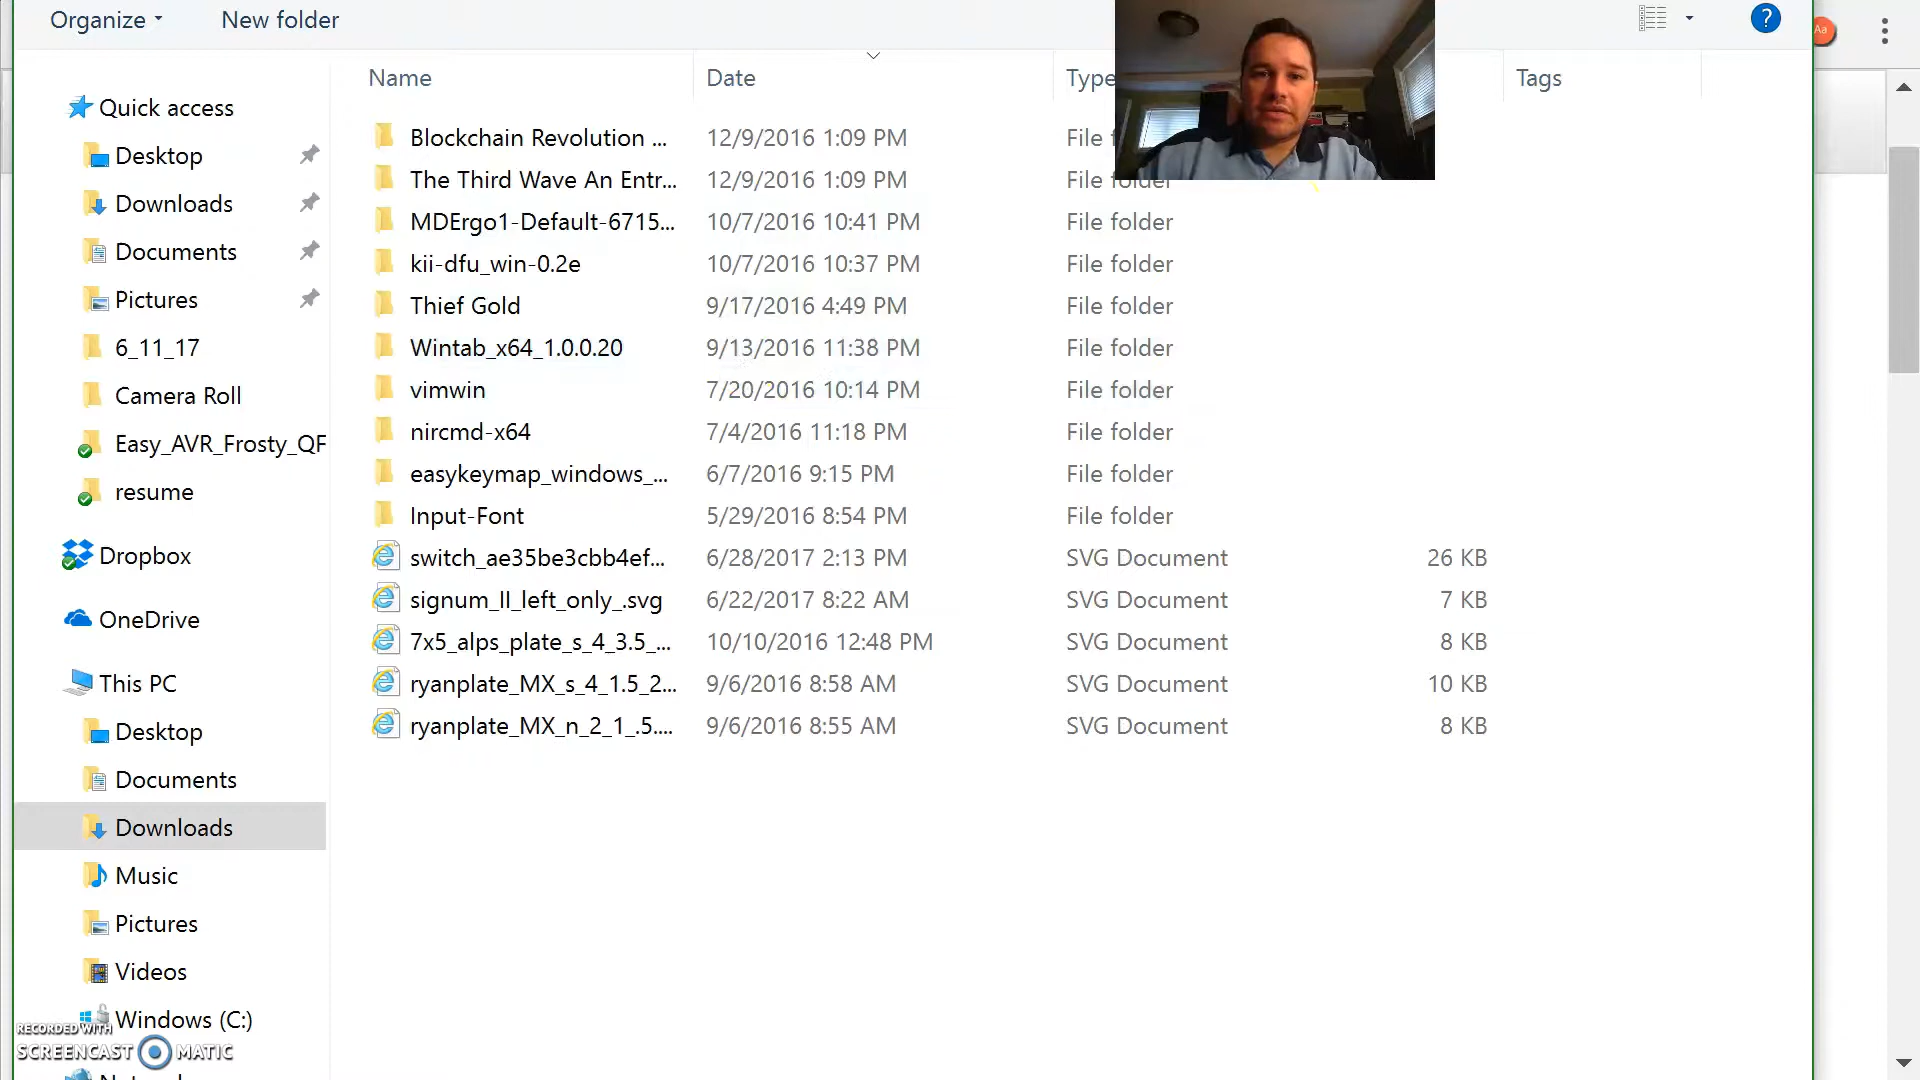 Organize New folder ? Aa
Name Date Type Tags
Quick access
Desktop
Downloads
Documents
Pictures
6_11_17
Camera Roll
Easy_AVR_Frosty_QF
resume
Dropbox
OneDrive
This PC
Desktop
Documents
Downloads
Music
Pictures
Videos
Windows (C:)
Blockchain Revolution ... 12/9/2016 1:09 PM File f
The Third Wave An Entr... 12/9/2016 1:09 PM File folder
MDErgo1-Default-6715... 10/7/2016 10:41 PM File folder
kii-dfu_win-0.2e 10/7/2016 10:37 PM File folder
Thief Gold 9/17/2016 4:49 PM File folder
Wintab_x64_1.0.0.20 9/13/2016 11:38 PM File folder
vimwin 7/20/2016 10:14 PM File folder
nircmd-x64 7/4/2016 11:18 PM File folder
easykeymap_windows_... 6/7/2016 9:15 PM File folder
Input-Font 5/29/2016 8:54 PM File folder
switch_ae35be3cbb4ef... 6/28/2017 2:13 PM SVG Document 26 KB
signum_II_left_only_.svg 6/22/2017 8:22 AM SVG Document 7 KB
7x5_alps_plate_s_4_3.5_... 10/10/2016 12:48 PM SVG Document 8 KB
ryanplate_MX_s_4_1.5_2... 9/6/2016 8:58 AM SVG Document 10 KB
ryanplate_MX_n_2_1_.5.... 9/6/2016 8:55 AM SVG Document 8 KB
RECORDED WITH
SCREENCAST MATIC